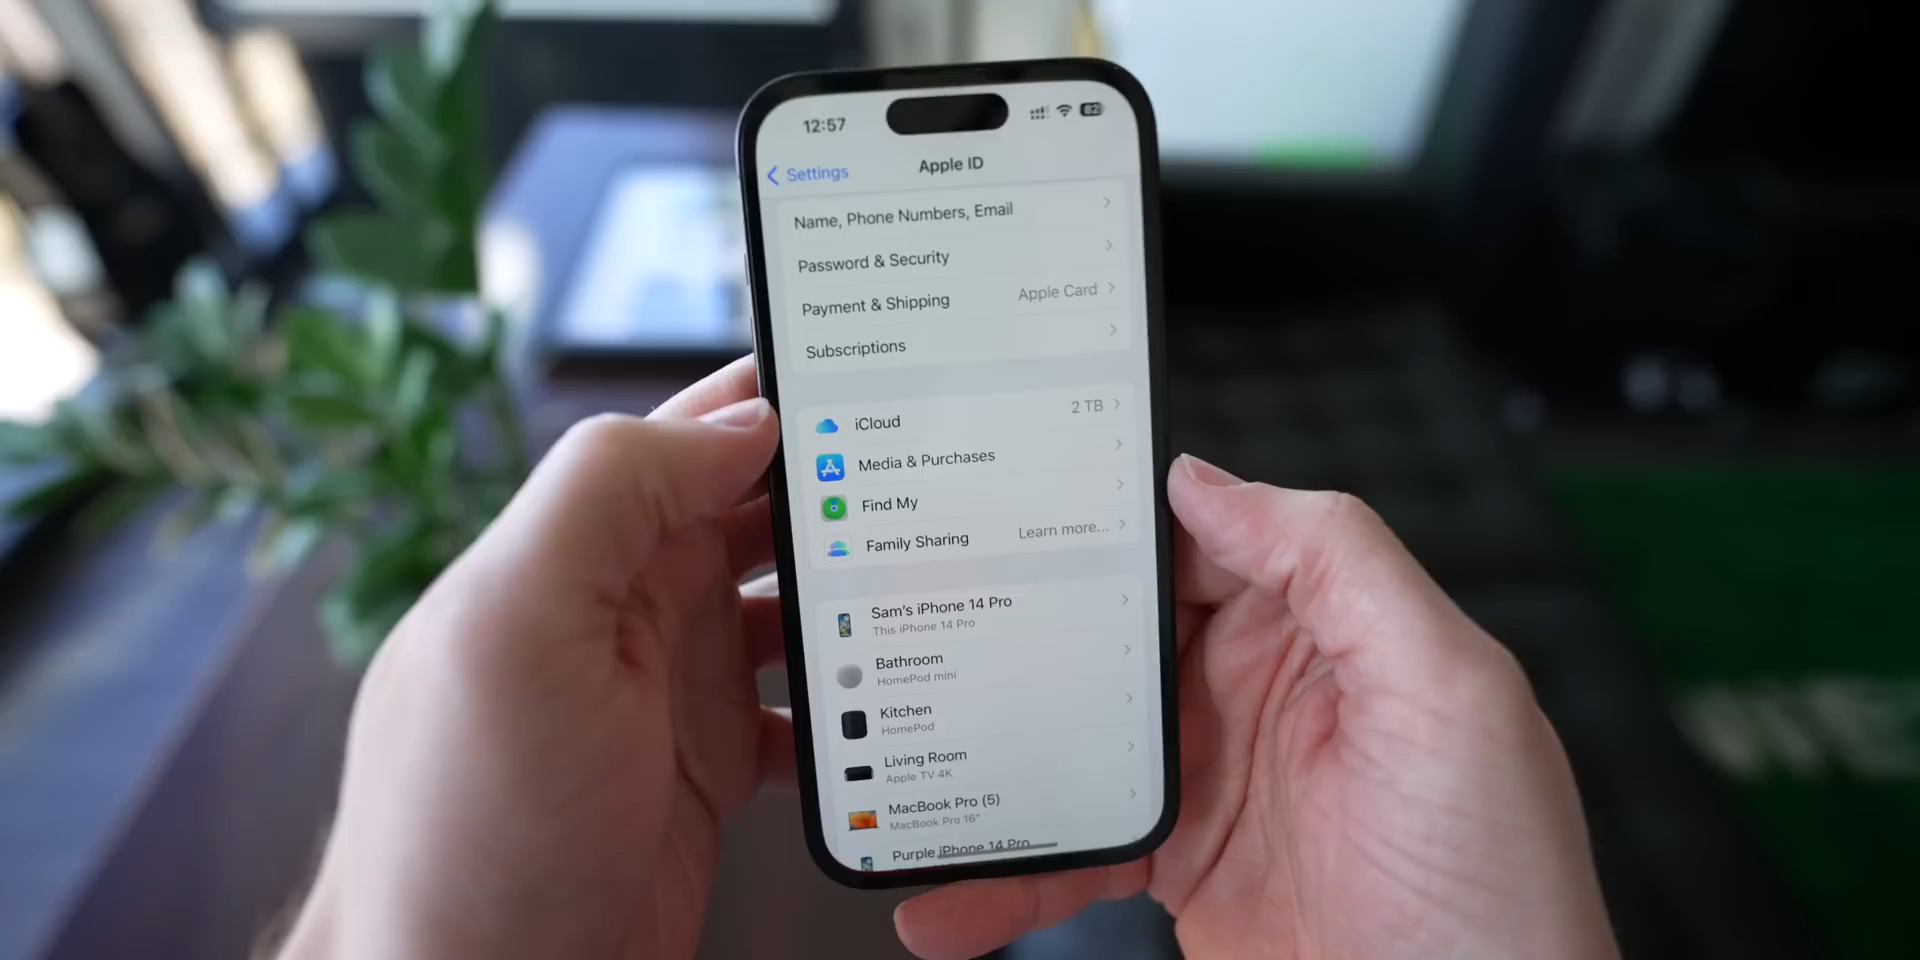 12:57
82
Settings
Apple ID
Name, Phone Numbers, Email
Password & Security
Payment & Shipping Apple Card
Subscriptions
iCloud 2 TB
Media & Purchases
Find My
Family Sharing Learn more...
Sam's iPhone 14 Pro
This iPhone 14 Pro
Bathroom
HomePod mini
Kitchen
HomePod
Living Room
Apple TV 4K
MacBook Pro (5)
MacBook Pro 16"
Purple iPhone 14 Pro